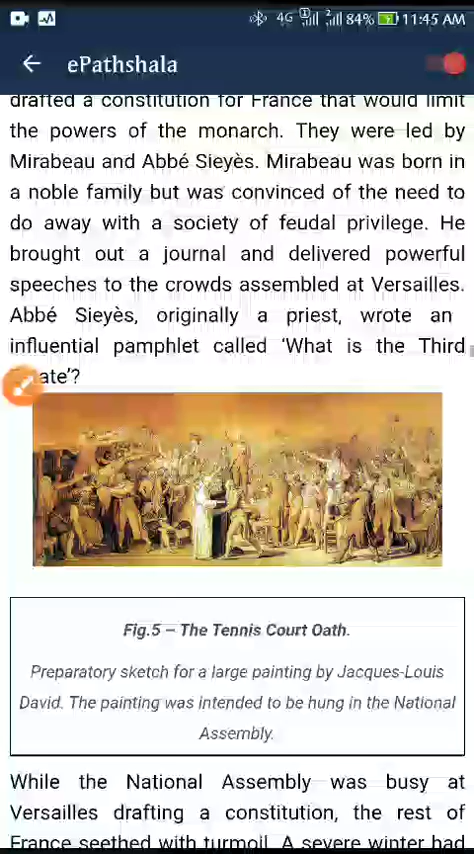 4G 84% 11:45 AM
ePathshala
drafted a constitution for France that would limit
the powers of the monarch. They were led by
Mirabeau and Abbé Sieyès. Mirabeau was born in
a noble family but was convinced of the need to
do away with a society of feudal privilege. He
brought out a journal and delivered powerful
speeches to the crowds assembled at Versailles.
Abbé Sieyès, originally a priest, wrote an
influential pamphlet called ‘What is the Third
ate’?
Fig.5 – The Tennis Court Oath.
Preparatory sketch for a large painting by Jacques-Louis
David. The painting was intended to be hung in the National
Assembly.
While the National Assembly was busy at
Versailles drafting a constitution, the rest of
France seethed with turmoil. A severe winter had